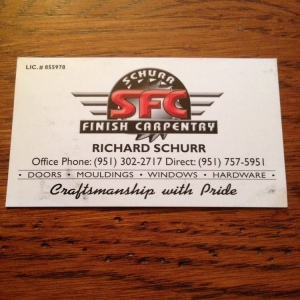 LIC. # 855978
SCHURR
SFC
FINISH CARPENTRY
RICHARD SCHURR
Office Phone: (951) 302-2717 Direct: (951) 757-5951
• DOORS • MOULDINGS • WINDOWS • HARDWARE •
Craftsmanship with Pride